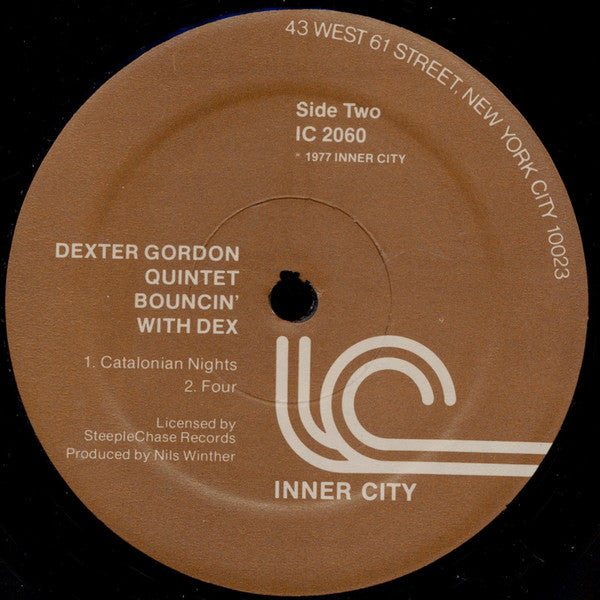 43 WEST 61 STREET, NEW YORK CITY 10023
Side Two
IC 2060
* 1977 INNER CITY
DEXTER GORDON
QUINTET
BOUNCIN'
WITH DEX
1. Catalonian Nights
2. Four
Licensed by
SteepleChase Records
Produced by Nils Winther
IC
INNER CITY